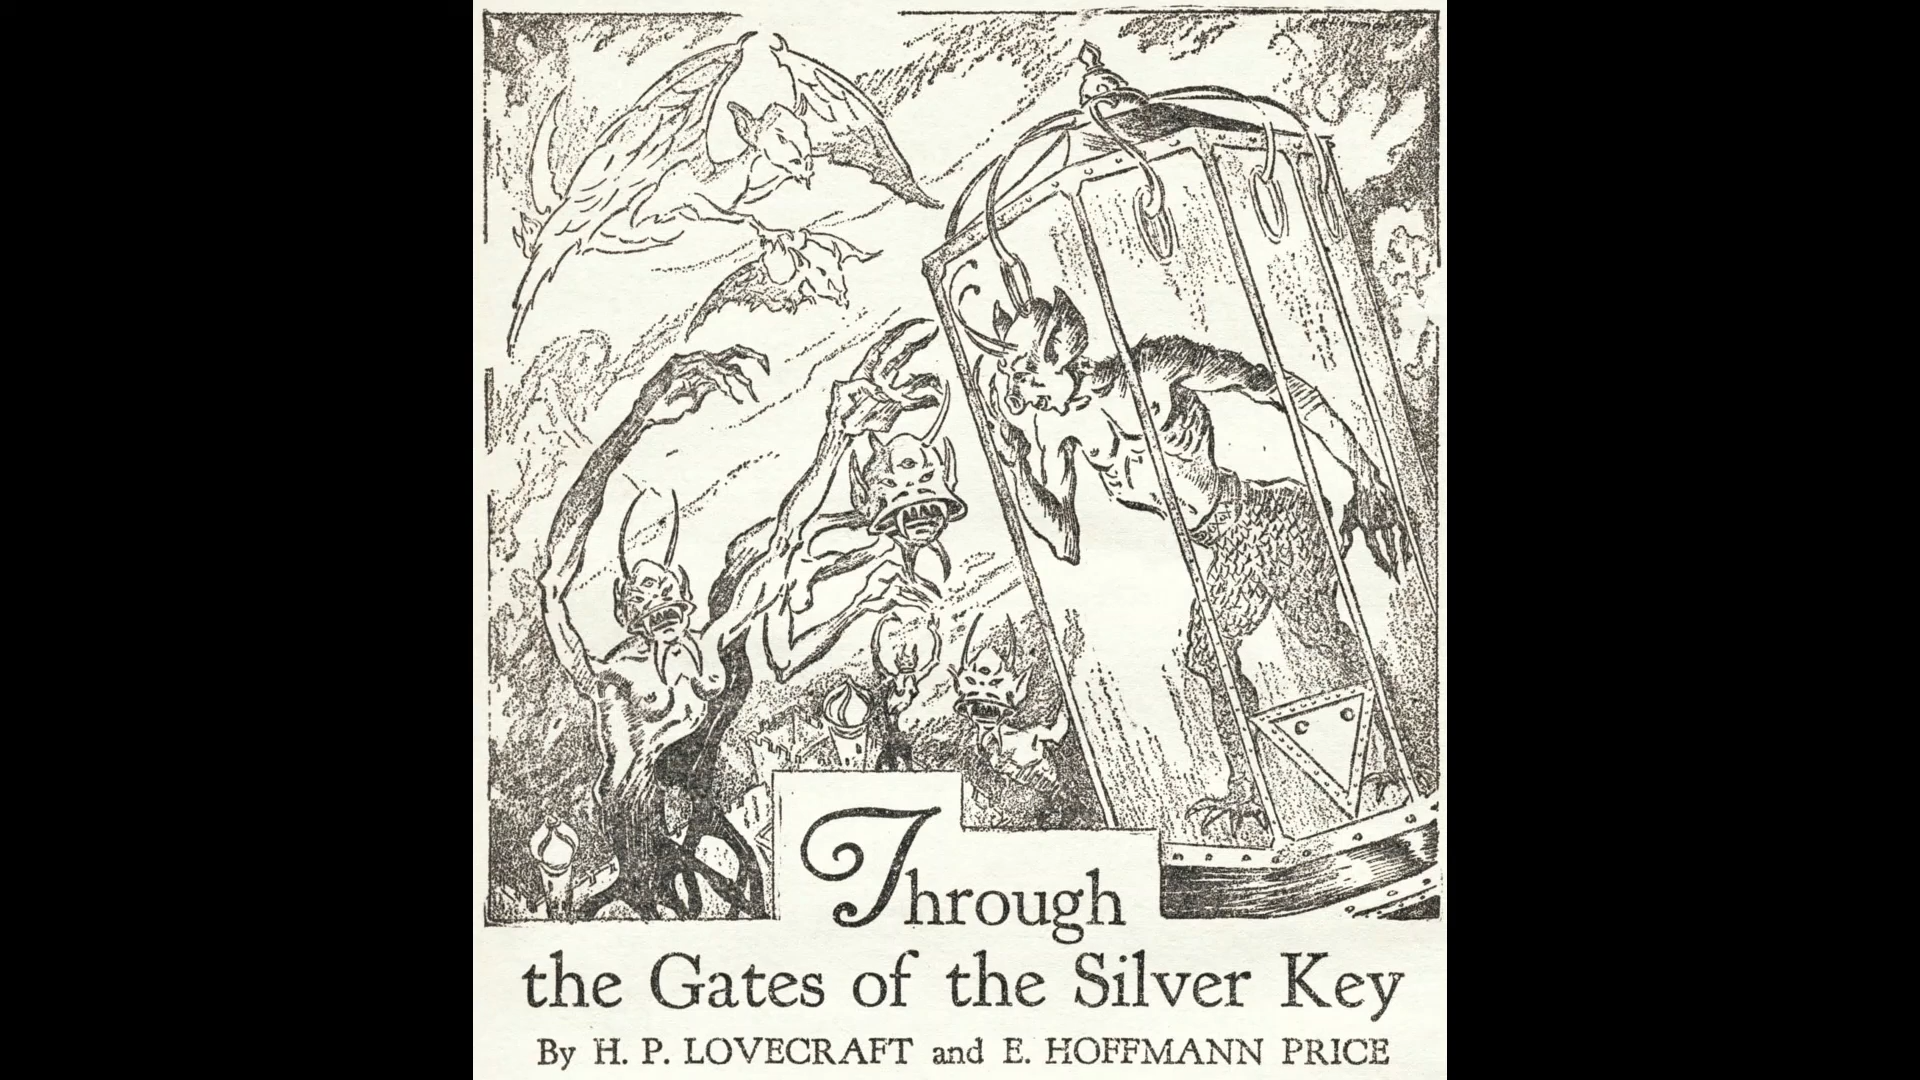 Through
the Gates of the Silver Key
By H. P. LOVECRAFT and E. HOFFMANN PRICE